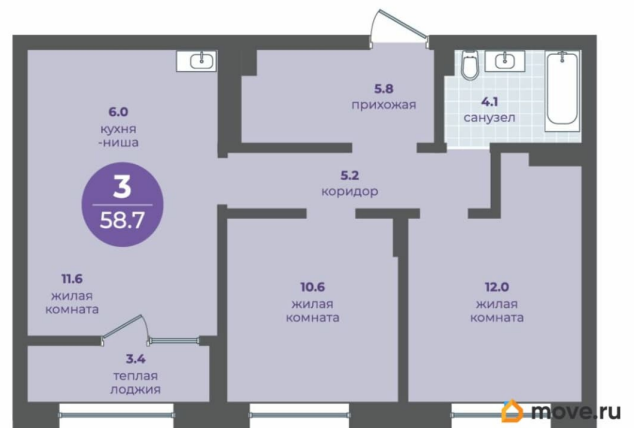 6.0
кухня
-ниша
5.8
прихожая
4.1
санузел
3
58.7
5.2
коридор
11.6
жилая
комната
10.6
жилая
комната
12.0
жилая
комната
3.4
теплая
лоджия
move.ru